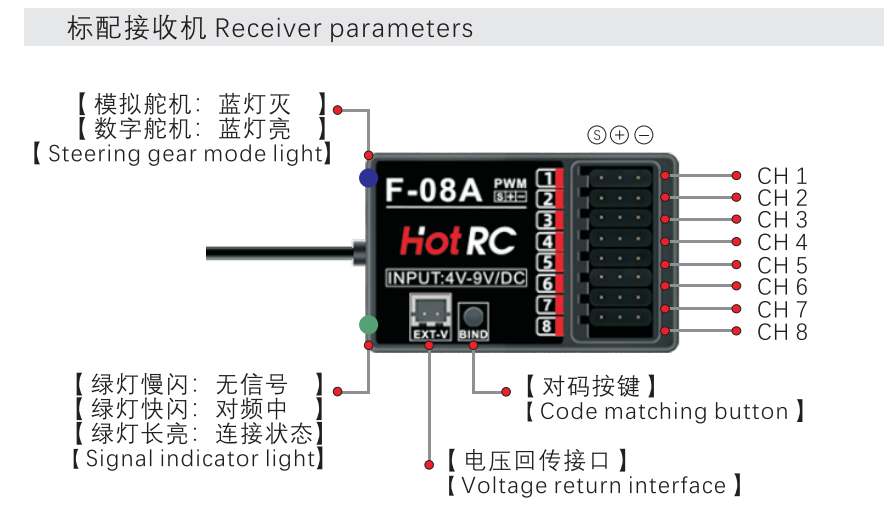 标配接收机 Receiver parameters
【 模拟舵机: 蓝灯灭 】
【 数字舵机: 蓝灯亮 】
【 Steering gear mode light】
Ⓢ⊕⊖
F-08A PWM
S+−
HotRC
INPUT:4V-9V/DC
EXT-V
BIND
1
2
3
4
5
6
7
8
CH 1
CH 2
CH 3
CH 4
CH 5
CH 6
CH 7
CH 8
【 绿灯慢闪: 无信号 】
【 绿灯快闪: 对频中 】
【 绿灯长亮: 连接状态】
【 Signal indicator light】
【 对码按键 】
【 Code matching button 】
【 电压回传接口 】
【 Voltage return interface 】